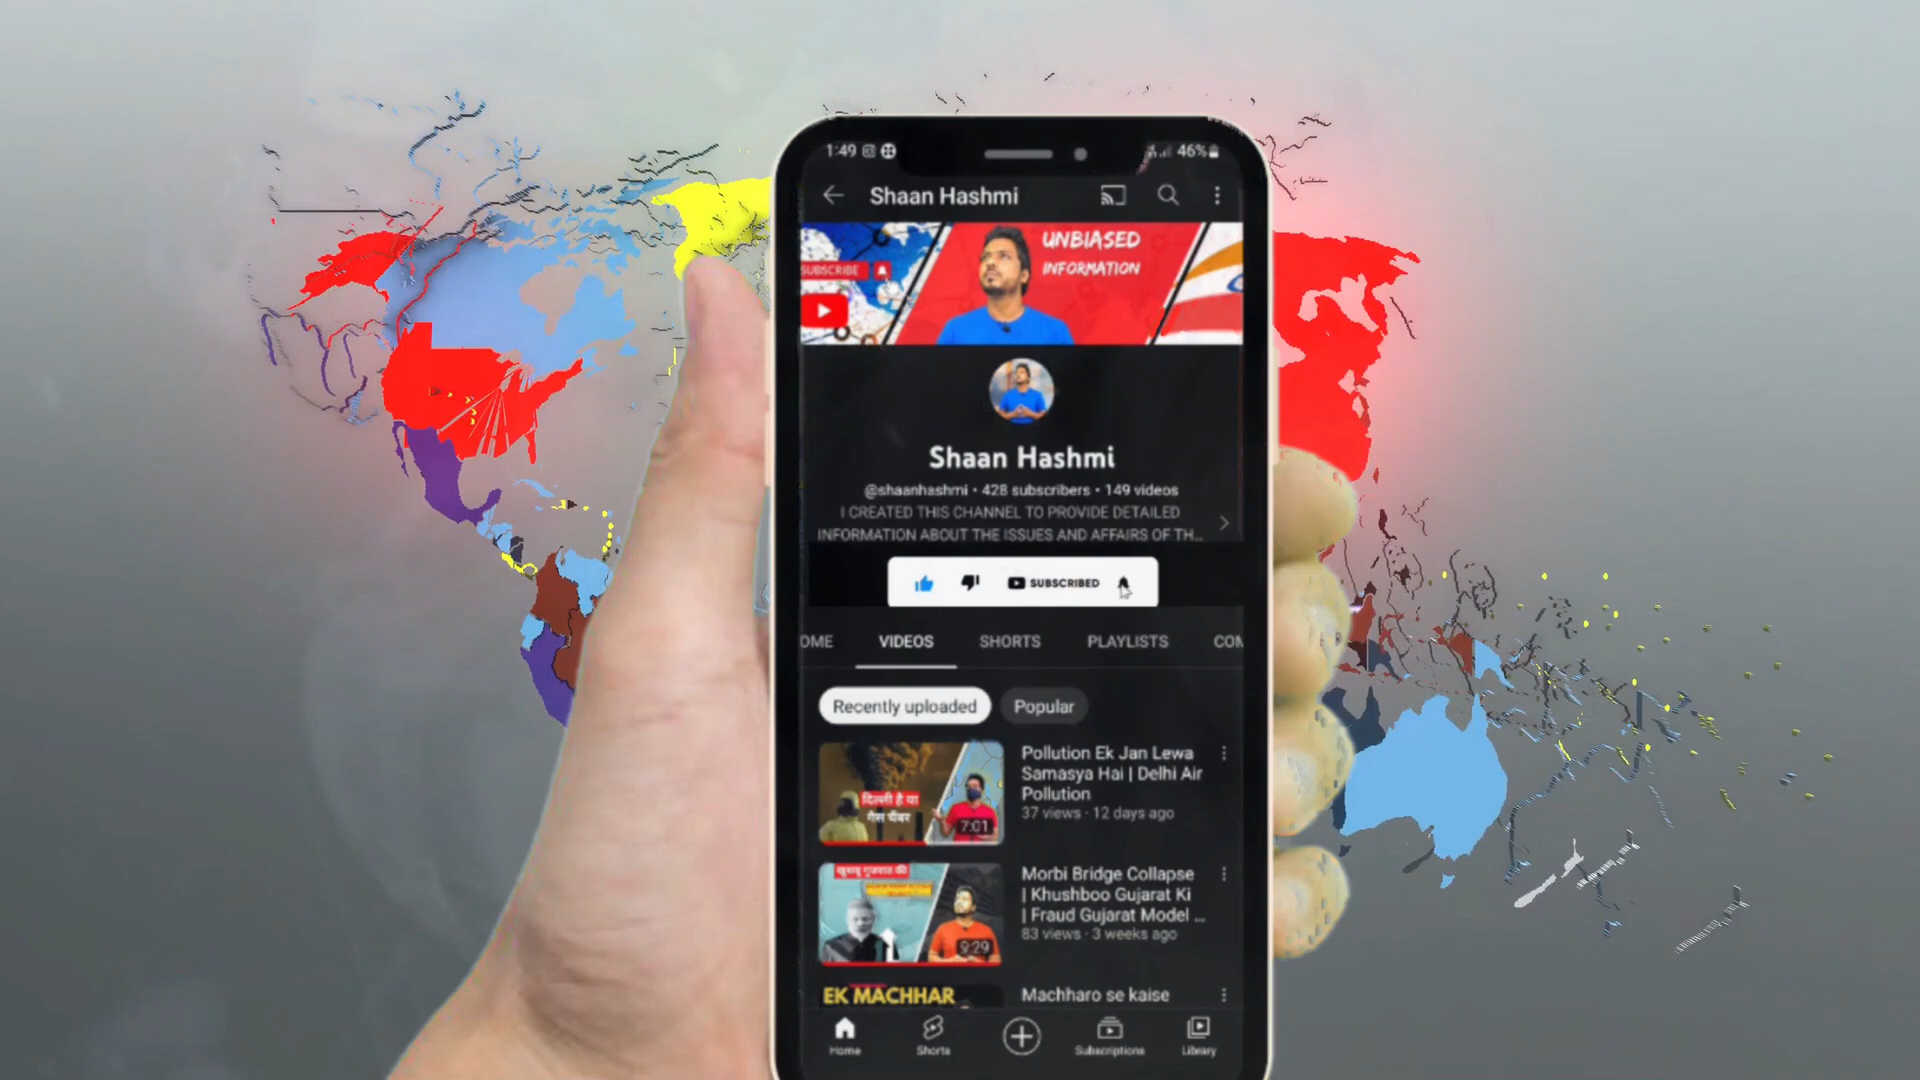 1:49
46%
Shaan Hashmi
UNBIASED
INFORMATION
SUBSCRIBE
Shaan Hashmi
@shaanhashmi • 428 subscribers • 149 videos
I CREATED THIS CHANNEL TO PROVIDE DETAILED
INFORMATION ABOUT THE ISSUES AND AFFAIRS OF TH...
SUBSCRIBED
OME VIDEOS SHORTS PLAYLISTS COM
Recently uploaded Popular
दिल्ली है या
गैस चैंबर
7:01
Pollution Ek Jan Lewa
Samasya Hai | Delhi Air
Pollution
37 views · 12 days ago
खुशबू गुजरात की
9:29
Morbi Bridge Collapse
| Khushboo Gujarat Ki
| Fraud Gujarat Model ...
83 views · 3 weeks ago
EK MACHHAR
Machharo se kaise
Home Shorts Subscriptions Library